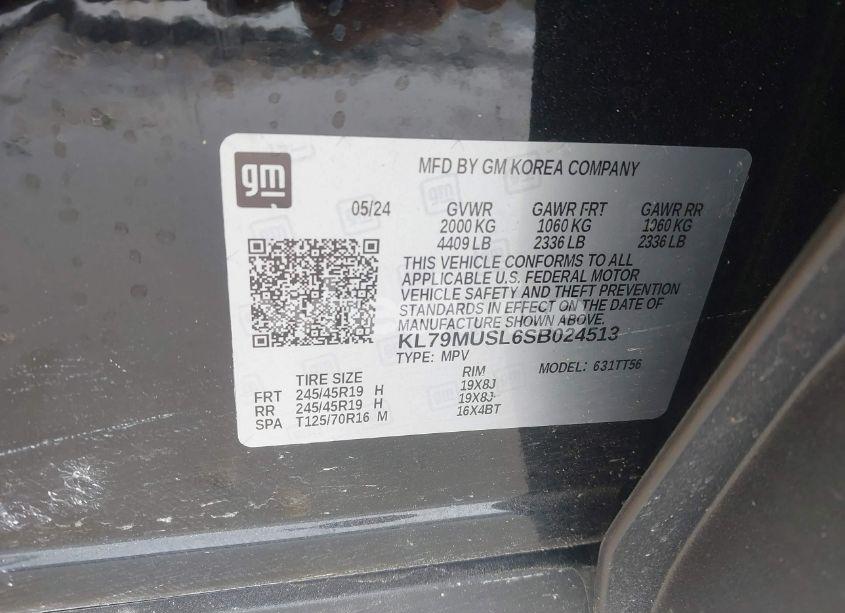 gm
MFD BY GM KOREA COMPANY
05/24 GVWR GAWR FRT GAWR RR
2000 KG 1060 KG 1060 KG
4409 LB 2336 LB 2336 LB
THIS VEHICLE CONFORMS TO ALL
APPLICABLE U.S. FEDERAL MOTOR
VEHICLE SAFETY AND THEFT PREVENTION
STANDARDS IN EFFECT ON THE DATE OF
MANUFACTURE SHOWN ABOVE.
KL79MUSL6SB024513
TYPE: MPV MODEL: 631TT56
TIRE SIZE RIM
FRT 245/45R19 H 19X8J
RR 245/45R19 H 19X8J
SPA T125/70R16 M 16X4BT